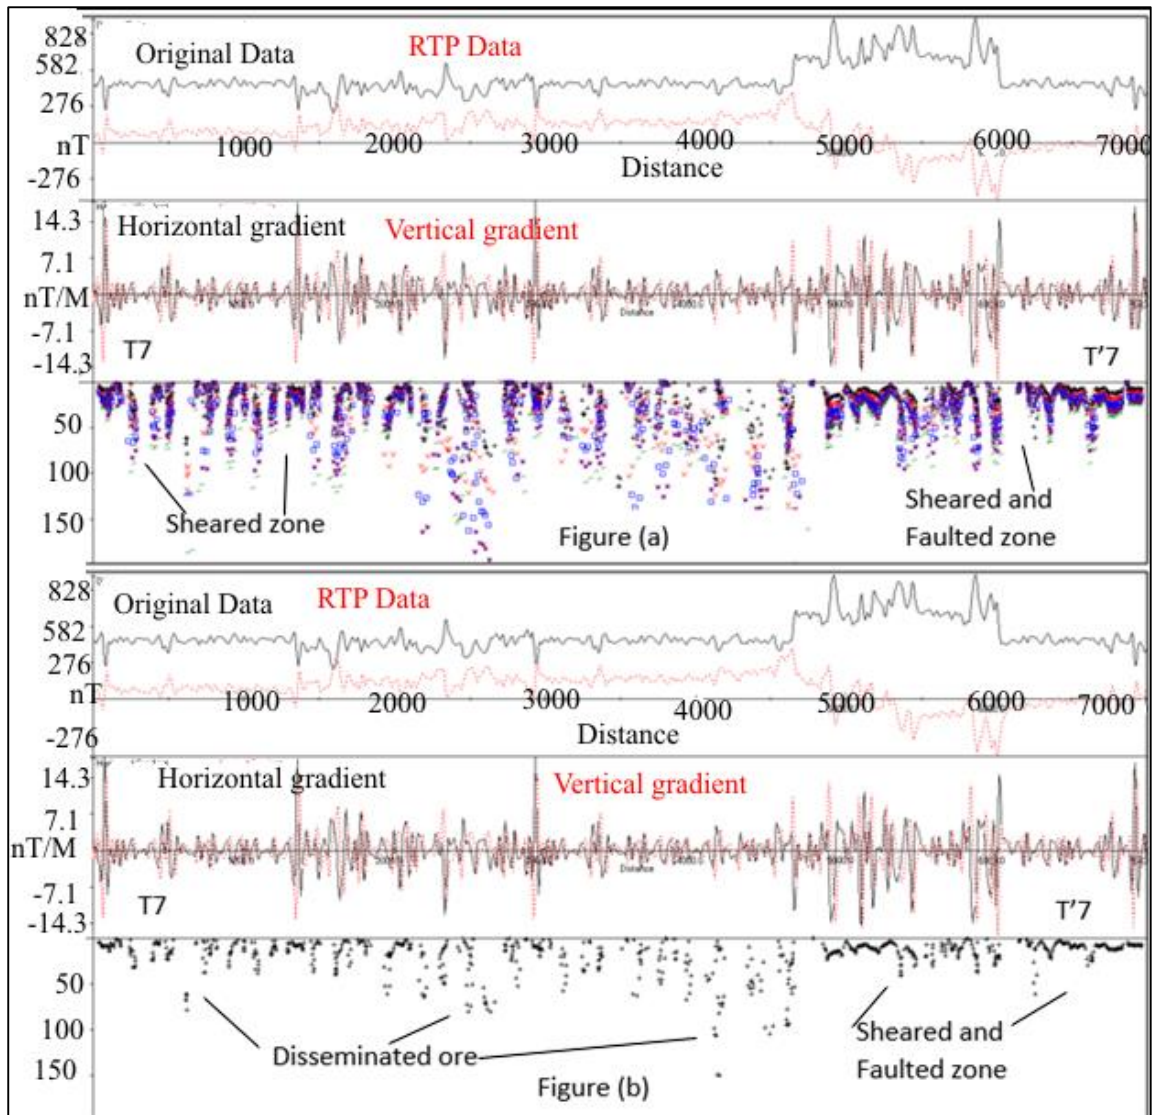 828
Original Data
RTP Data
582
276
nT
1000
2000
3000
4000
5000
6000
7000
Distance
-276
14.3
Horizontal gradient
Vertical gradient
7.1
nT/M
Distance
-7.1
T7
T'7
-14.3
50
100
150
Sheared zone
Figure (a)
Sheared and
Faulted zone
828
Original Data
RTP Data
582
276
nT
1000
2000
3000
4000
5000
6000
7000
Distance
-276
14.3
Horizontal gradient
Vertical gradient
7.1
nT/M
Distance
-7.1
T7
T'7
-14.3
50
100
150
Disseminated ore
Figure (b)
Sheared and
Faulted zone